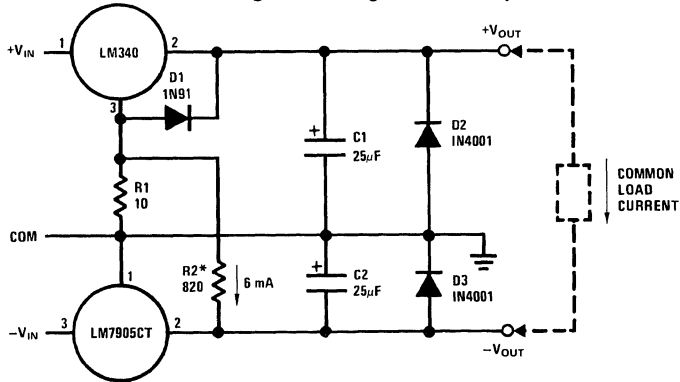 +VIN
1
LM340
2
+VOUT
D1
1N91
3
C1
25µF
D2
IN4001
R1
10
COMMON
LOAD
CURRENT
COM
1
R2*
820
6 mA
C2
25µF
D3
IN4001
-VIN
3
LM7905CT
2
-VOUT